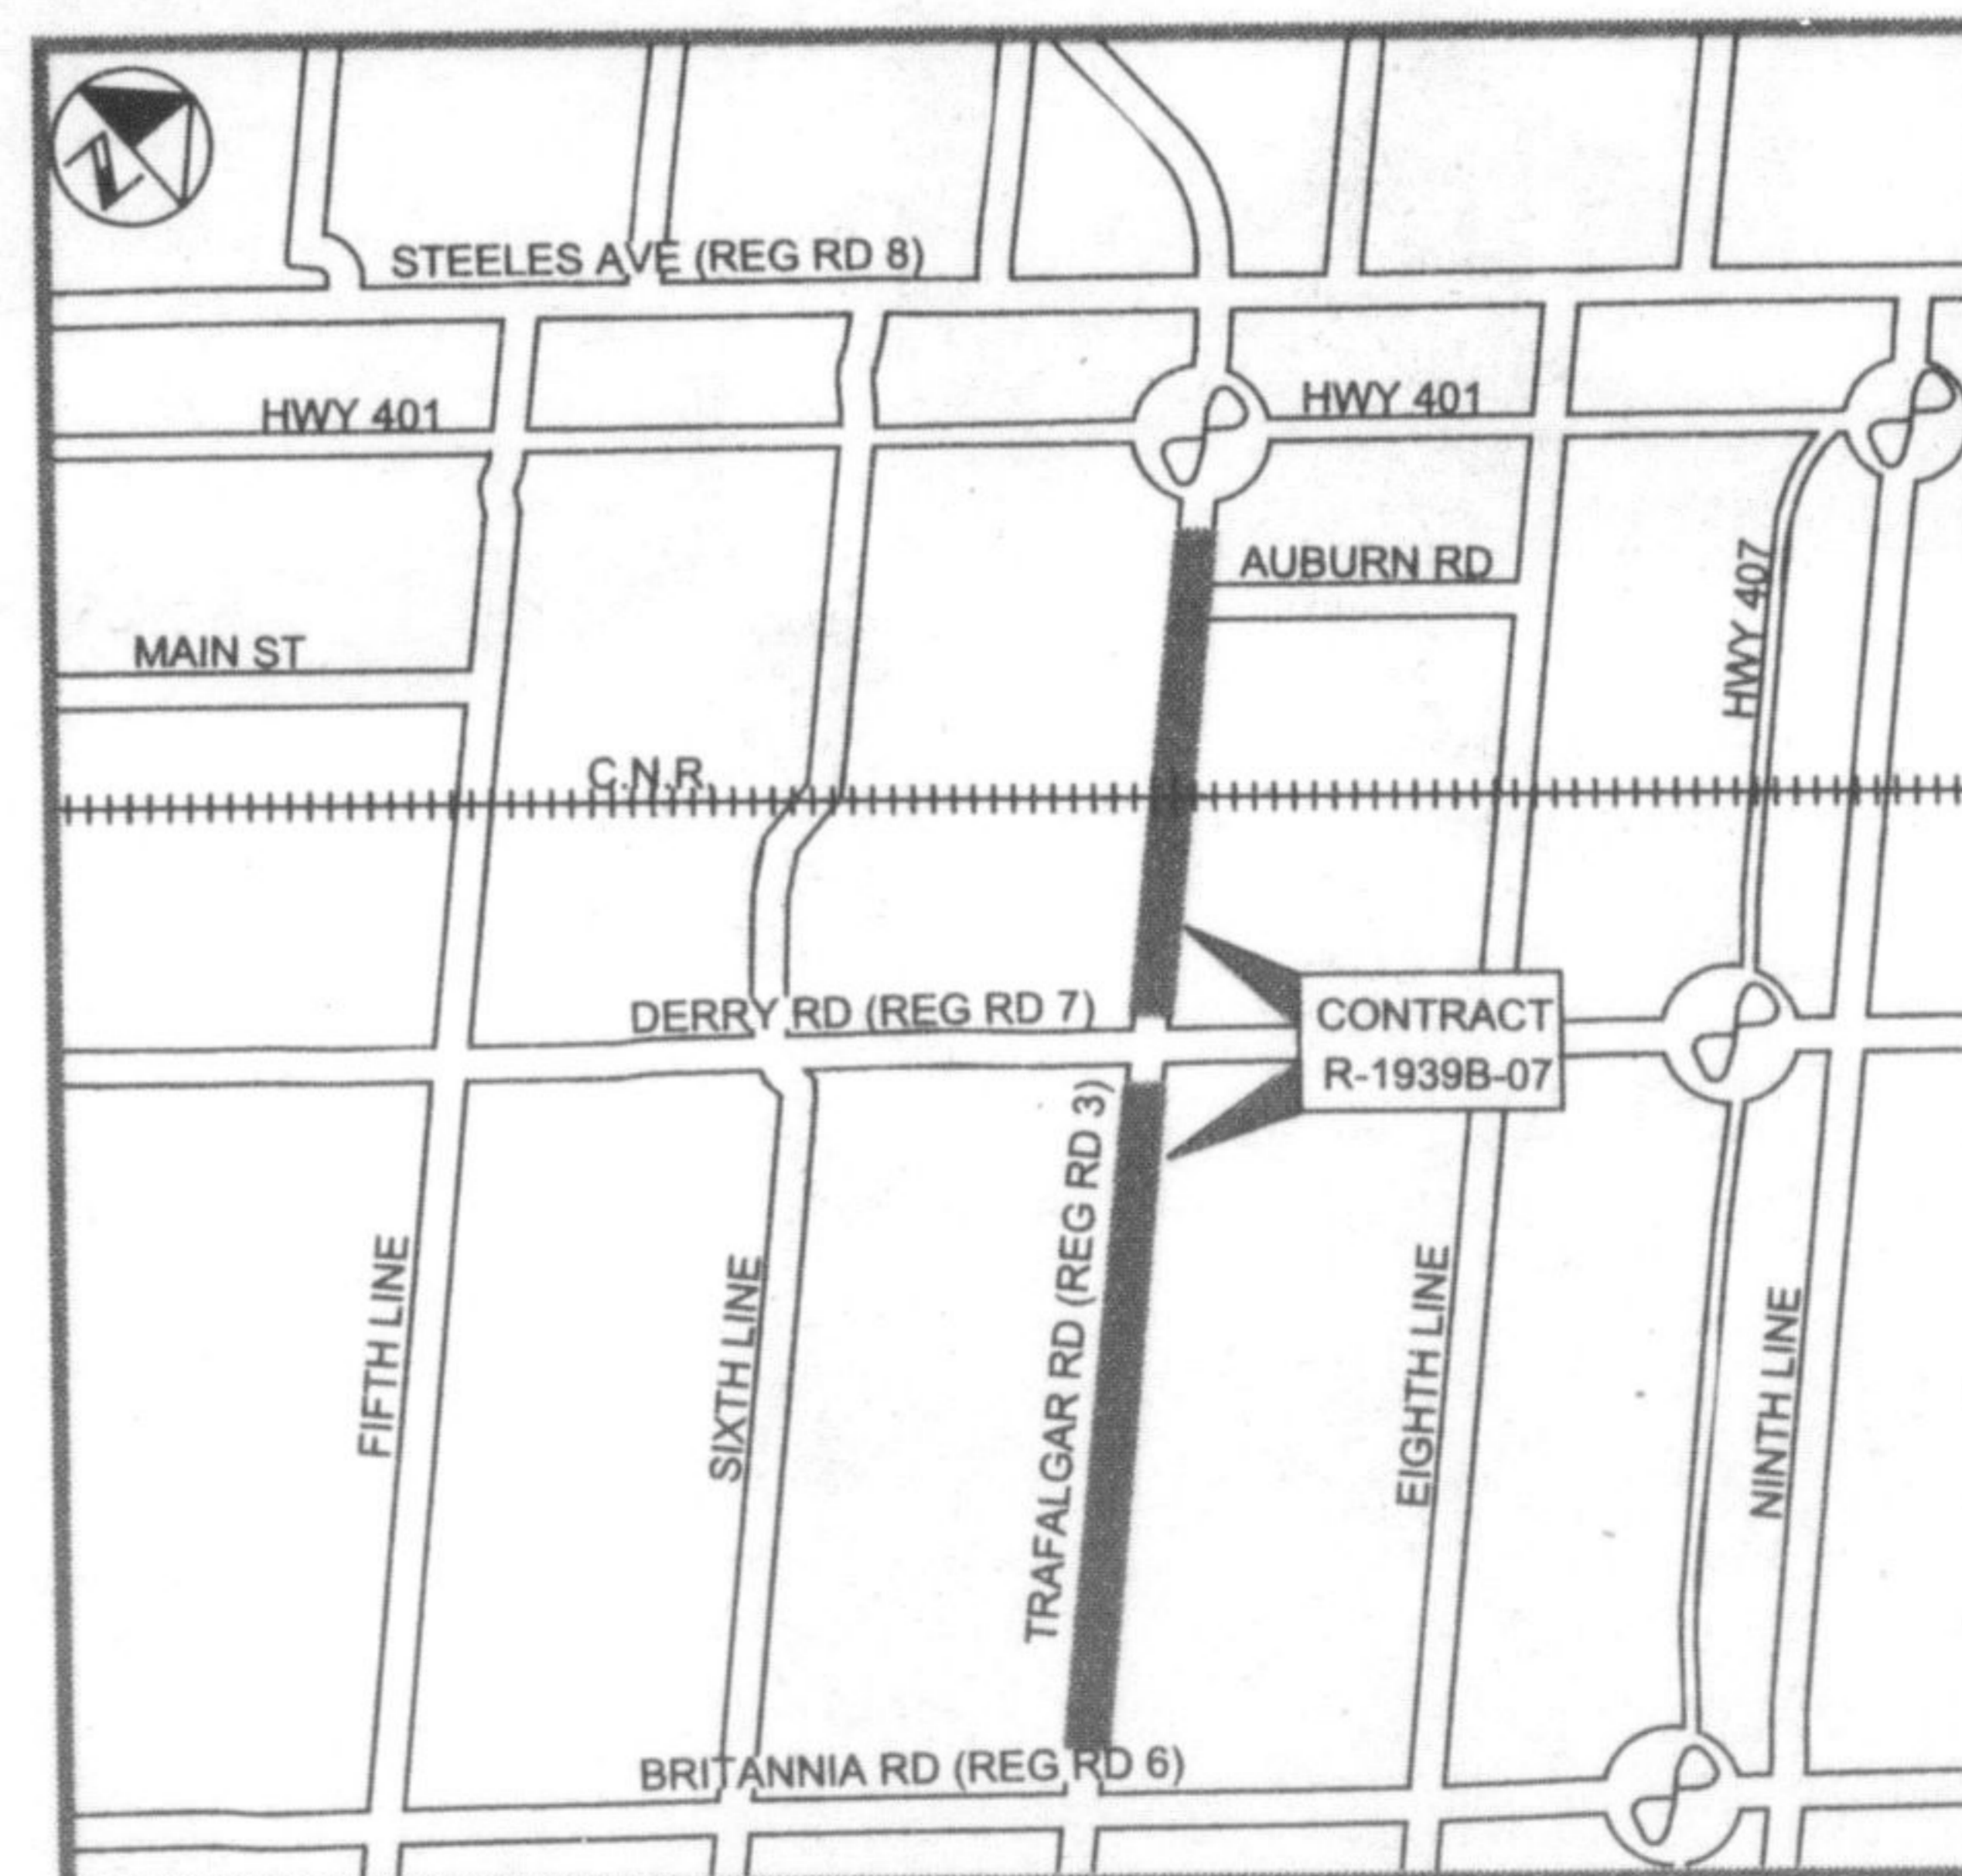 N
STEELES AVE (REG RD 8)
HWY 401
HWY 401
AUBURN RD
HWY 407
MAIN ST
C.N.R.
DERRY RD (REG RD 7)
CONTRACT
R-1939B-07
TRAFALGAR RD (REG RD 3)
FIFTH LINE
SIXTH LINE
EIGHTH LINE
NINTH LINE
BRITANNIA RD (REG RD 6)